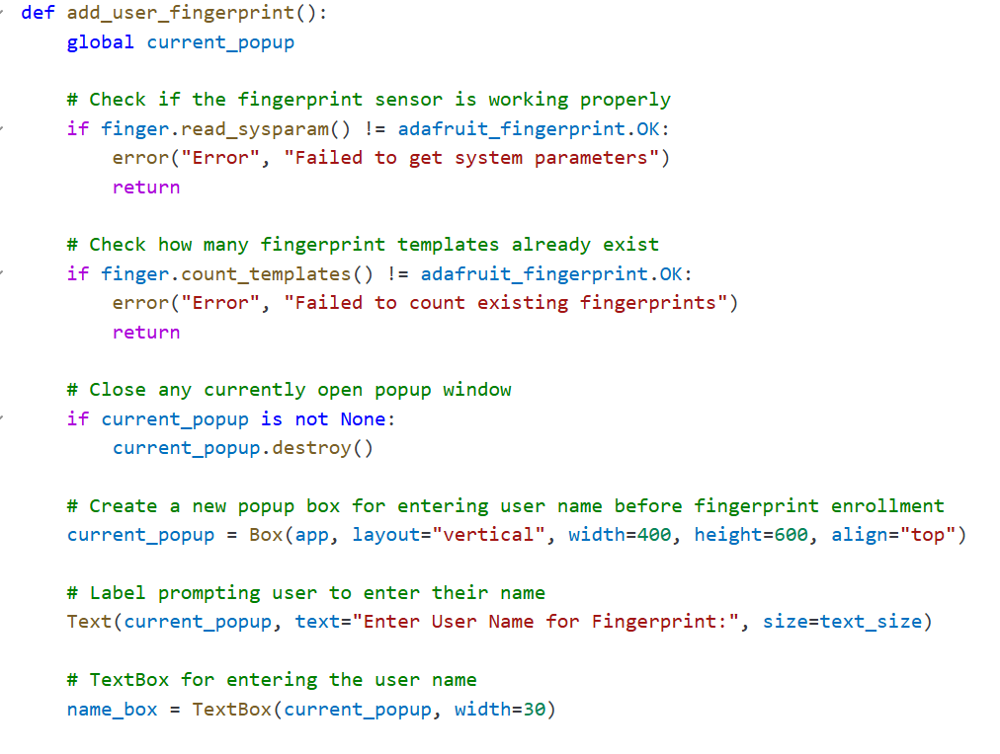 def add_user_fingerprint():
    global current_popup

    # Check if the fingerprint sensor is working properly
    if finger.read_sysparam() != adafruit_fingerprint.OK:
        error("Error", "Failed to get system parameters")
        return

    # Check how many fingerprint templates already exist
    if finger.count_templates() != adafruit_fingerprint.OK:
        error("Error", "Failed to count existing fingerprints")
        return

    # Close any currently open popup window
    if current_popup is not None:
        current_popup.destroy()

    # Create a new popup box for entering user name before fingerprint enrollment
    current_popup = Box(app, layout="vertical", width=400, height=600, align="top")

    # Label prompting user to enter their name
    Text(current_popup, text="Enter User Name for Fingerprint:", size=text_size)

    # TextBox for entering the user name
    name_box = TextBox(current_popup, width=30)